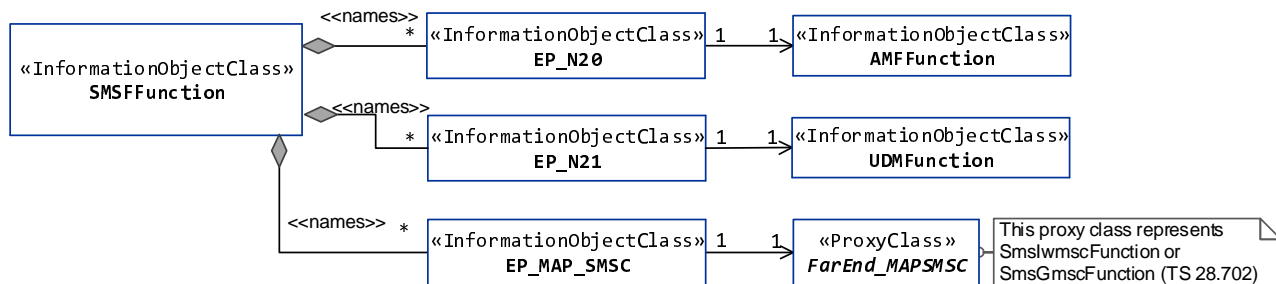 «InformationObjectClass»
SMSFFunction
<<names>>
*
«InformationObjectClass»
EP_N20
1
1
«InformationObjectClass»
AMFFunction
<<names>>
*
«InformationObjectClass»
EP_N21
1
1
«InformationObjectClass»
UDMFunction
<<names>>
*
«InformationObjectClass»
EP_MAP_SMSC
1
1
«ProxyClass»
FarEnd_MAPSMSC
This proxy class represents
SmsIwmscFunction or
SmsGmscFunction (TS 28.702)